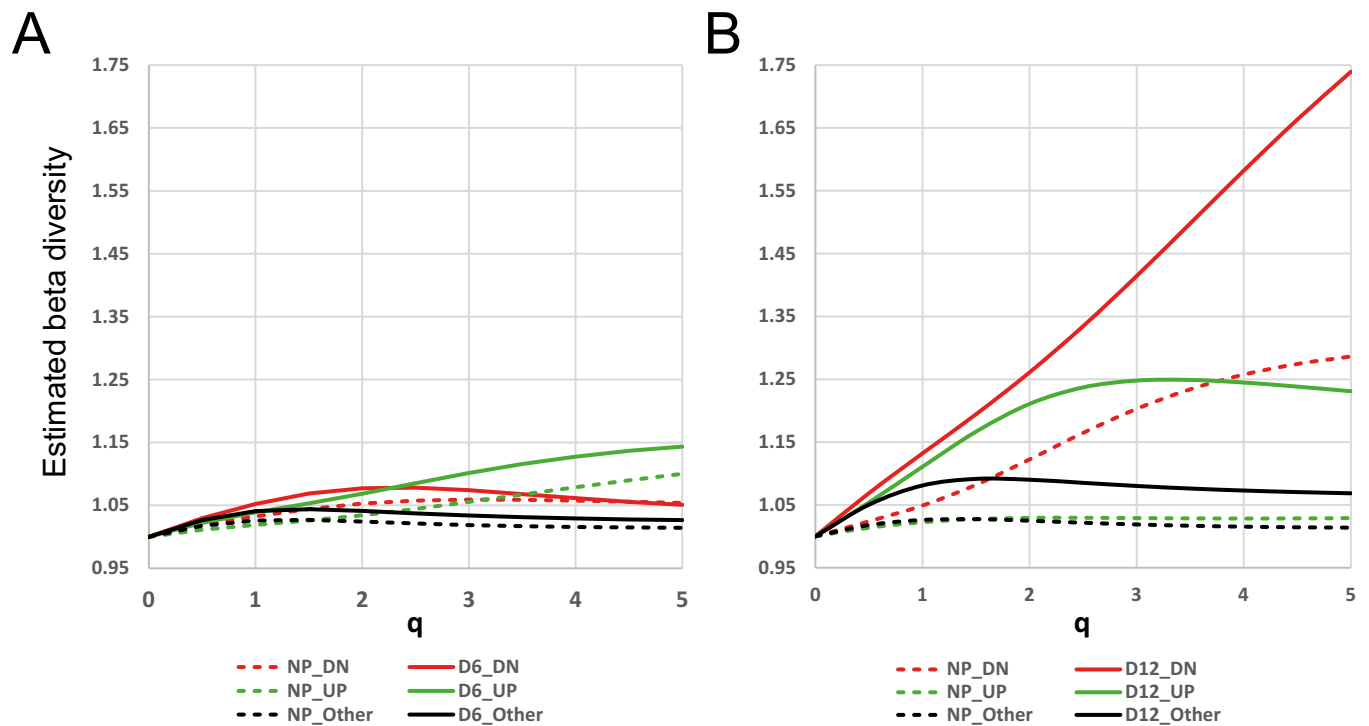 A
B
Estimated beta diversity
1.75
1.65
1.55
1.45
1.35
1.25
1.15
1.05
0.95
0 1 2 3 4 5
q
NP_DN D6_DN
NP_UP D6_UP
NP_Other D6_Other
1.75
1.65
1.55
1.45
1.35
1.25
1.15
1.05
0.95
0 1 2 3 4 5
q
NP_DN D12_DN
NP_UP D12_UP
NP_Other D12_Other